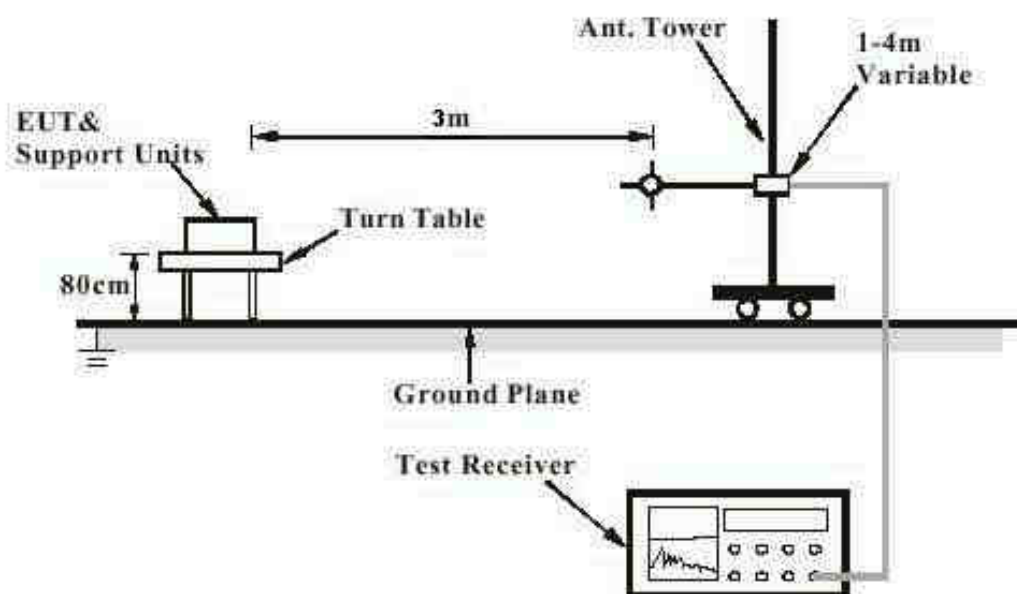 Ant. Tower
1-4m
Variable
3m
EUT&
Support Units
Turn Table
80cm
Ground Plane
Test Receiver